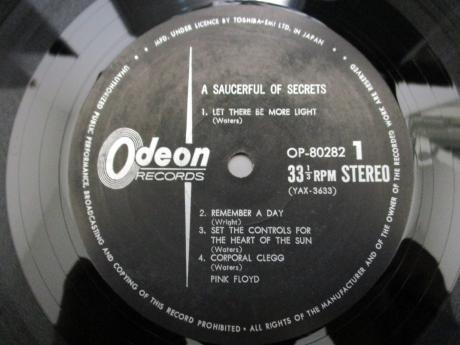 MFD. UNDER LICENCE BY TOSHIBA-EMI LTD. IN JAPAN
A SAUCERFUL OF SECRETS
1. LET THERE BE MORE LIGHT
(Waters)
Odeon
RECORDS
OP-80282 1
33⅓ RPM STEREO
(YAX-3633)
2. REMEMBER A DAY
(Wright)
3. SET THE CONTROLS FOR
THE HEART OF THE SUN
(Waters)
4. CORPORAL CLEGG
(Waters)
PINK FLOYD
UNAUTHORIZED PUBLIC PERFORMANCE, BROADCASTING AND COPYING OF THIS RECORD PROHIBITED • ALL RIGHTS OF THE MANUFACTURER AND OF THE OWNER OF THE RECORDED WORK ARE RESERVED